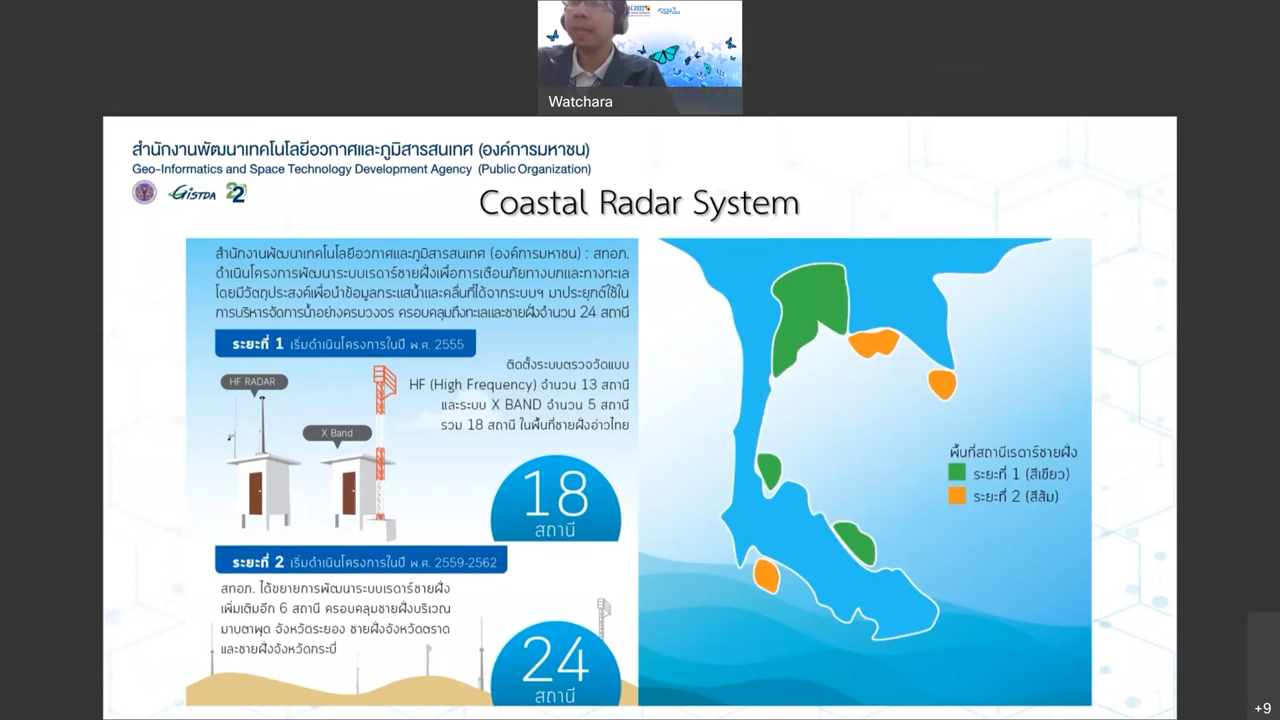 Watchara
สำนักงานพัฒนาเทคโนโลยีอวกาศและภูมิสารสนเทศ (องค์การมหาชน)
Geo-Informatics and Space Technology Development Agency (Public Organization)
GISTDA 22
Coastal Radar System
สำนักงานพัฒนาเทคโนโลยีอวกาศและภูมิสารสนเทศ (องค์การมหาชน) : สทอภ.
ดำเนินโครงการพัฒนาระบบเรดาร์ชายฝั่งเพื่อการเตือนภัยทางบกและทางทะเล
โดยมีวัตถุประสงค์เพื่อนำข้อมูลกระแสน้ำและคลื่นที่ได้จากระบบฯ มาประยุกต์ใช้ใน
การบริหารจัดการน้ำอย่างครบวงจร ครอบคลุมถึงทะเลและชายฝั่งจำนวน 24 สถานี
ระยะที่ 1 เริ่มดำเนินโครงการในปี พ.ศ. 2555
ติดตั้งระบบตรวจวัดแบบ
HF (High Frequency) จำนวน 13 สถานี
และระบบ X BAND จำนวน 5 สถานี
รวม 18 สถานี ในพื้นที่ชายฝั่งอ่าวไทย
HF RADAR
X Band
18
สถานี
ระยะที่ 2 เริ่มดำเนินโครงการในปี พ.ศ. 2559-2562
สทอภ. ได้ขยายการพัฒนาระบบเรดาร์ชายฝั่ง
เพิ่มเติมอีก 6 สถานี ครอบคลุมชายฝั่งบริเวณ
มาบตาพุด จังหวัดระยอง ชายฝั่งจังหวัดตราด
และชายฝั่งจังหวัดกระบี่
24
สถานี
พื้นที่สถานีเรดาร์ชายฝั่ง
ระยะที่ 1 (สีเขียว)
ระยะที่ 2 (สีส้ม)
+9